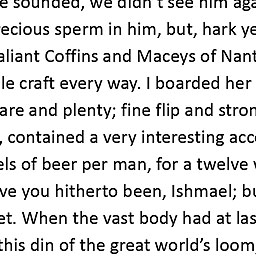 sounded, we didn't see him
recious sperm in him, but, hark
aliant Coffins and Maceys of Nant
le craft every way. I boarded her
are and plenty; fine flip and stron
, contained a very interesting acc
els of beer per man, for a twelve
ve you hitherto been, Ishmael; bu
et. When the vast body had at las
this din of the great world's loom